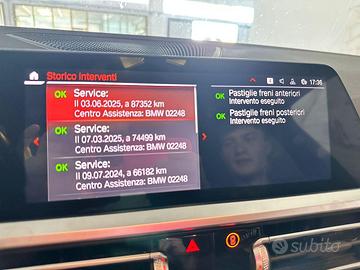 Storico interventi
17:36
OK Service:
Il 03.06.2025, a 87352 km
Centro Assistenza: BMW 02248
OK Service:
Il 07.03.2025, a 74499 km
Centro Assistenza: BMW 02248
OK Service:
Il 09.07.2024, a 66182 km
Centro Assistenza: BMW 02248
OK Pastiglie freni anteriori
Intervento eseguito
OK Pastiglie freni posteriori
Intervento eseguito
subito